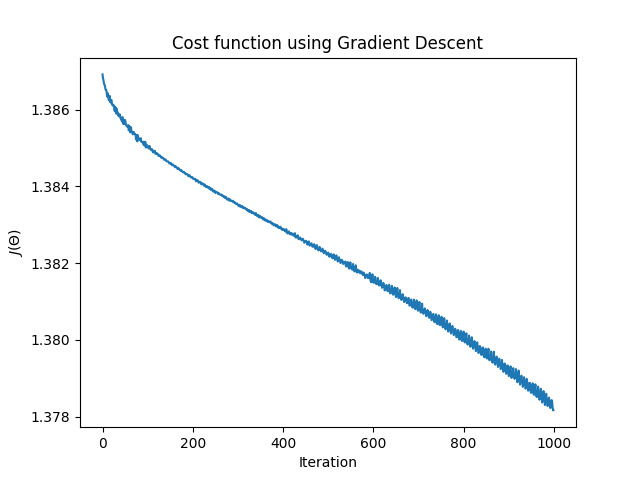 Cost function using Gradient Descent
1.386
1.384
1.382
1.380
1.378
J(Θ)
0 200 400 600 800 1000
Iteration